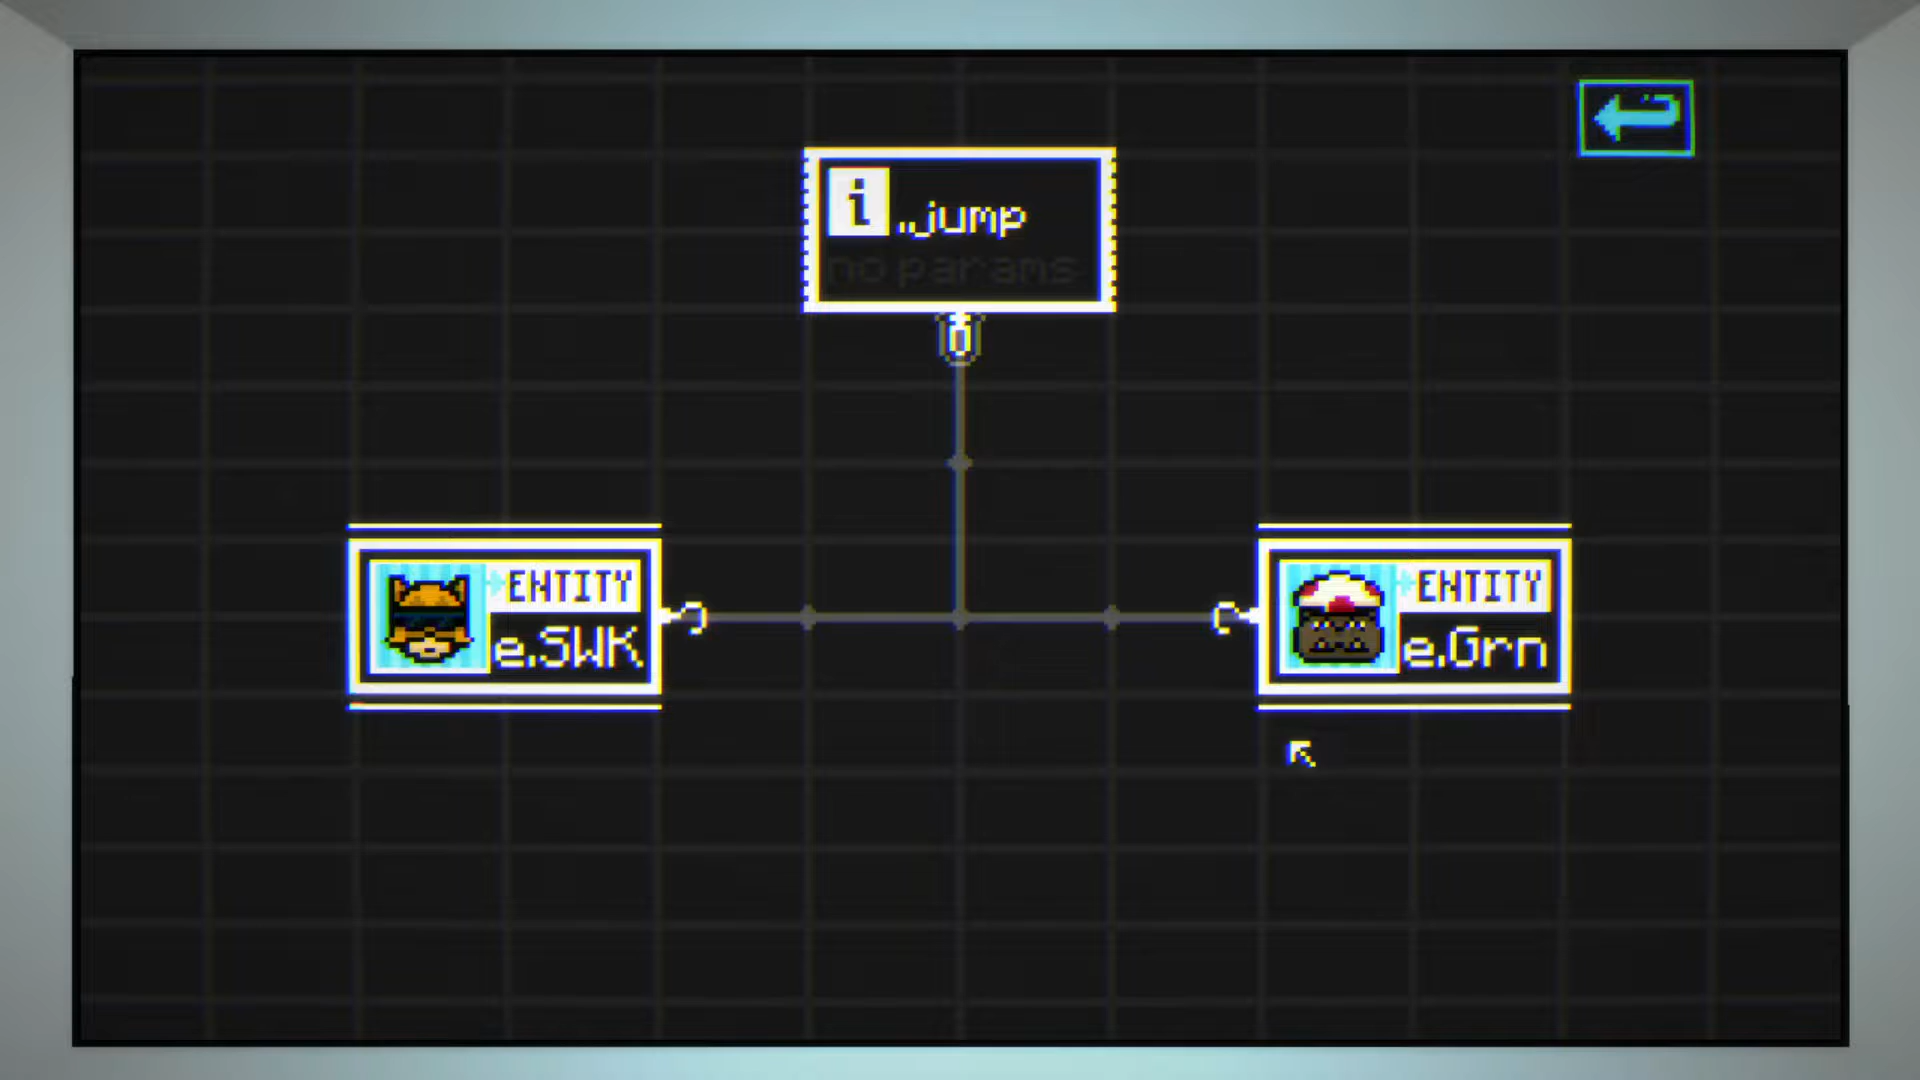 i ..jump
no params
ENTITY
e.SWK
ENTITY
e.Grn